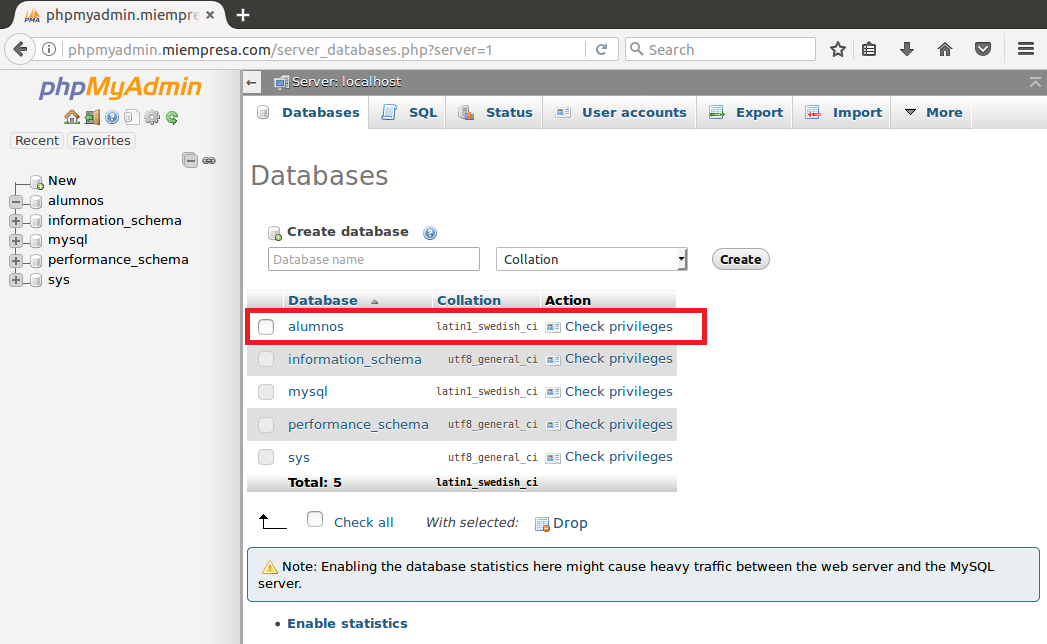 phpmyadmin.miempre
phpmyadmin.miempresa.com/server_databases.php?server=1
Search
phpMyAdmin
Recent
Favorites
New
alumnos
information_schema
mysql
performance_schema
sys
Server: localhost
Databases
SQL
Status
User accounts
Export
Import
More
Databases
Create database
Database name
Collation
Create
Database Collation Action
alumnos latin1_swedish_ci Check privileges
information_schema utf8_general_ci Check privileges
mysql latin1_swedish_ci Check privileges
performance_schema utf8_general_ci Check privileges
sys utf8_general_ci Check privileges
Total: 5 latin1_swedish_ci
Check all With selected: Drop
Note: Enabling the database statistics here might cause heavy traffic between the web server and the MySQL
server.
• Enable statistics